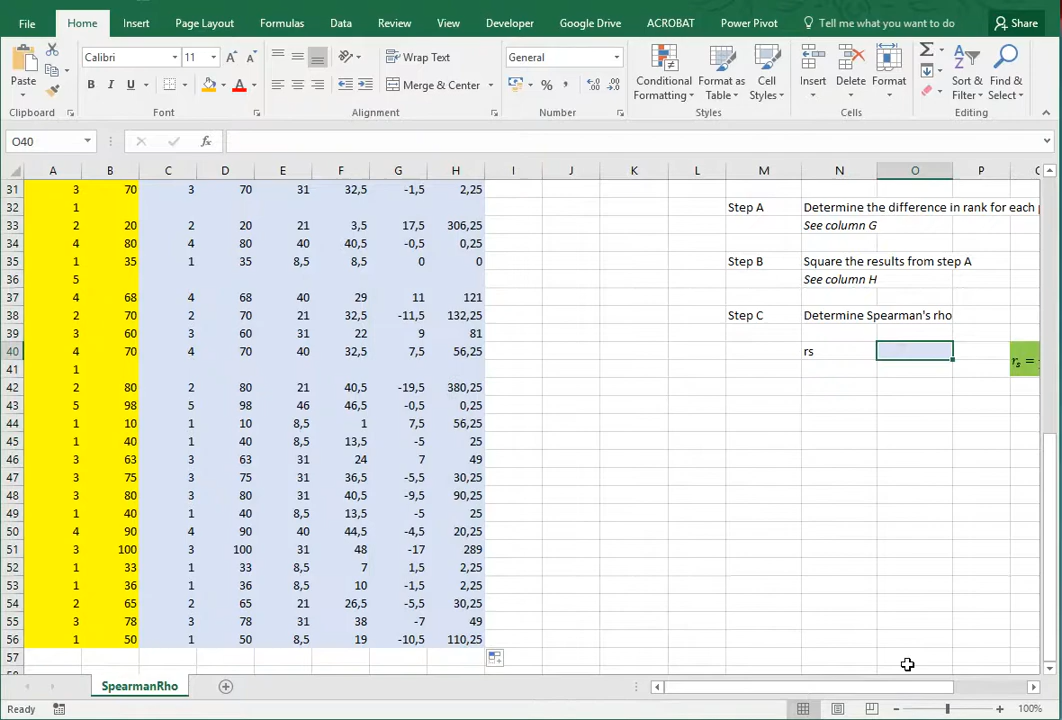 File Home Insert Page Layout Formulas Data Review View Developer Google Drive ACROBAT Power Pivot Tell me what you want to do Share
Calibri 11 A A Wrap Text General
Paste B I U A Merge & Center % , Conditional Formatting Format as Table Cell Styles Insert Delete Format Sort & Filter Find & Select
Clipboard Font Alignment Number Styles Cells Editing
O40 fx
A B C D E F G H I J K L M N O P
31 3 70 3 70 31 32,5 -1,5 2,25
32 1 Step A Determine the difference in rank for each
33 2 20 2 20 21 3,5 17,5 306,25 See column G
34 4 80 4 80 40 40,5 -0,5 0,25
35 1 35 1 35 8,5 8,5 0 0 Step B Square the results from step A
36 5 See column H
37 4 68 4 68 40 29 11 121
38 2 70 2 70 21 32,5 -11,5 132,25 Step C Determine Spearman's rho
39 3 60 3 60 31 22 9 81
40 4 70 4 70 40 32,5 7,5 56,25 rs rs =
41 1
42 2 80 2 80 21 40,5 -19,5 380,25
43 5 98 5 98 46 46,5 -0,5 0,25
44 1 10 1 10 8,5 1 7,5 56,25
45 1 40 1 40 8,5 13,5 -5 25
46 3 63 3 63 31 24 7 49
47 3 75 3 75 31 36,5 -5,5 30,25
48 3 80 3 80 31 40,5 -9,5 90,25
49 1 40 1 40 8,5 13,5 -5 25
50 4 90 4 90 40 44,5 -4,5 20,25
51 3 100 3 100 31 48 -17 289
52 1 33 1 33 8,5 7 1,5 2,25
53 1 36 1 36 8,5 10 -1,5 2,25
54 2 65 2 65 21 26,5 -5,5 30,25
55 3 78 3 78 31 38 -7 49
56 1 50 1 50 8,5 19 -10,5 110,25
57
SpearmanRho
Ready 100%